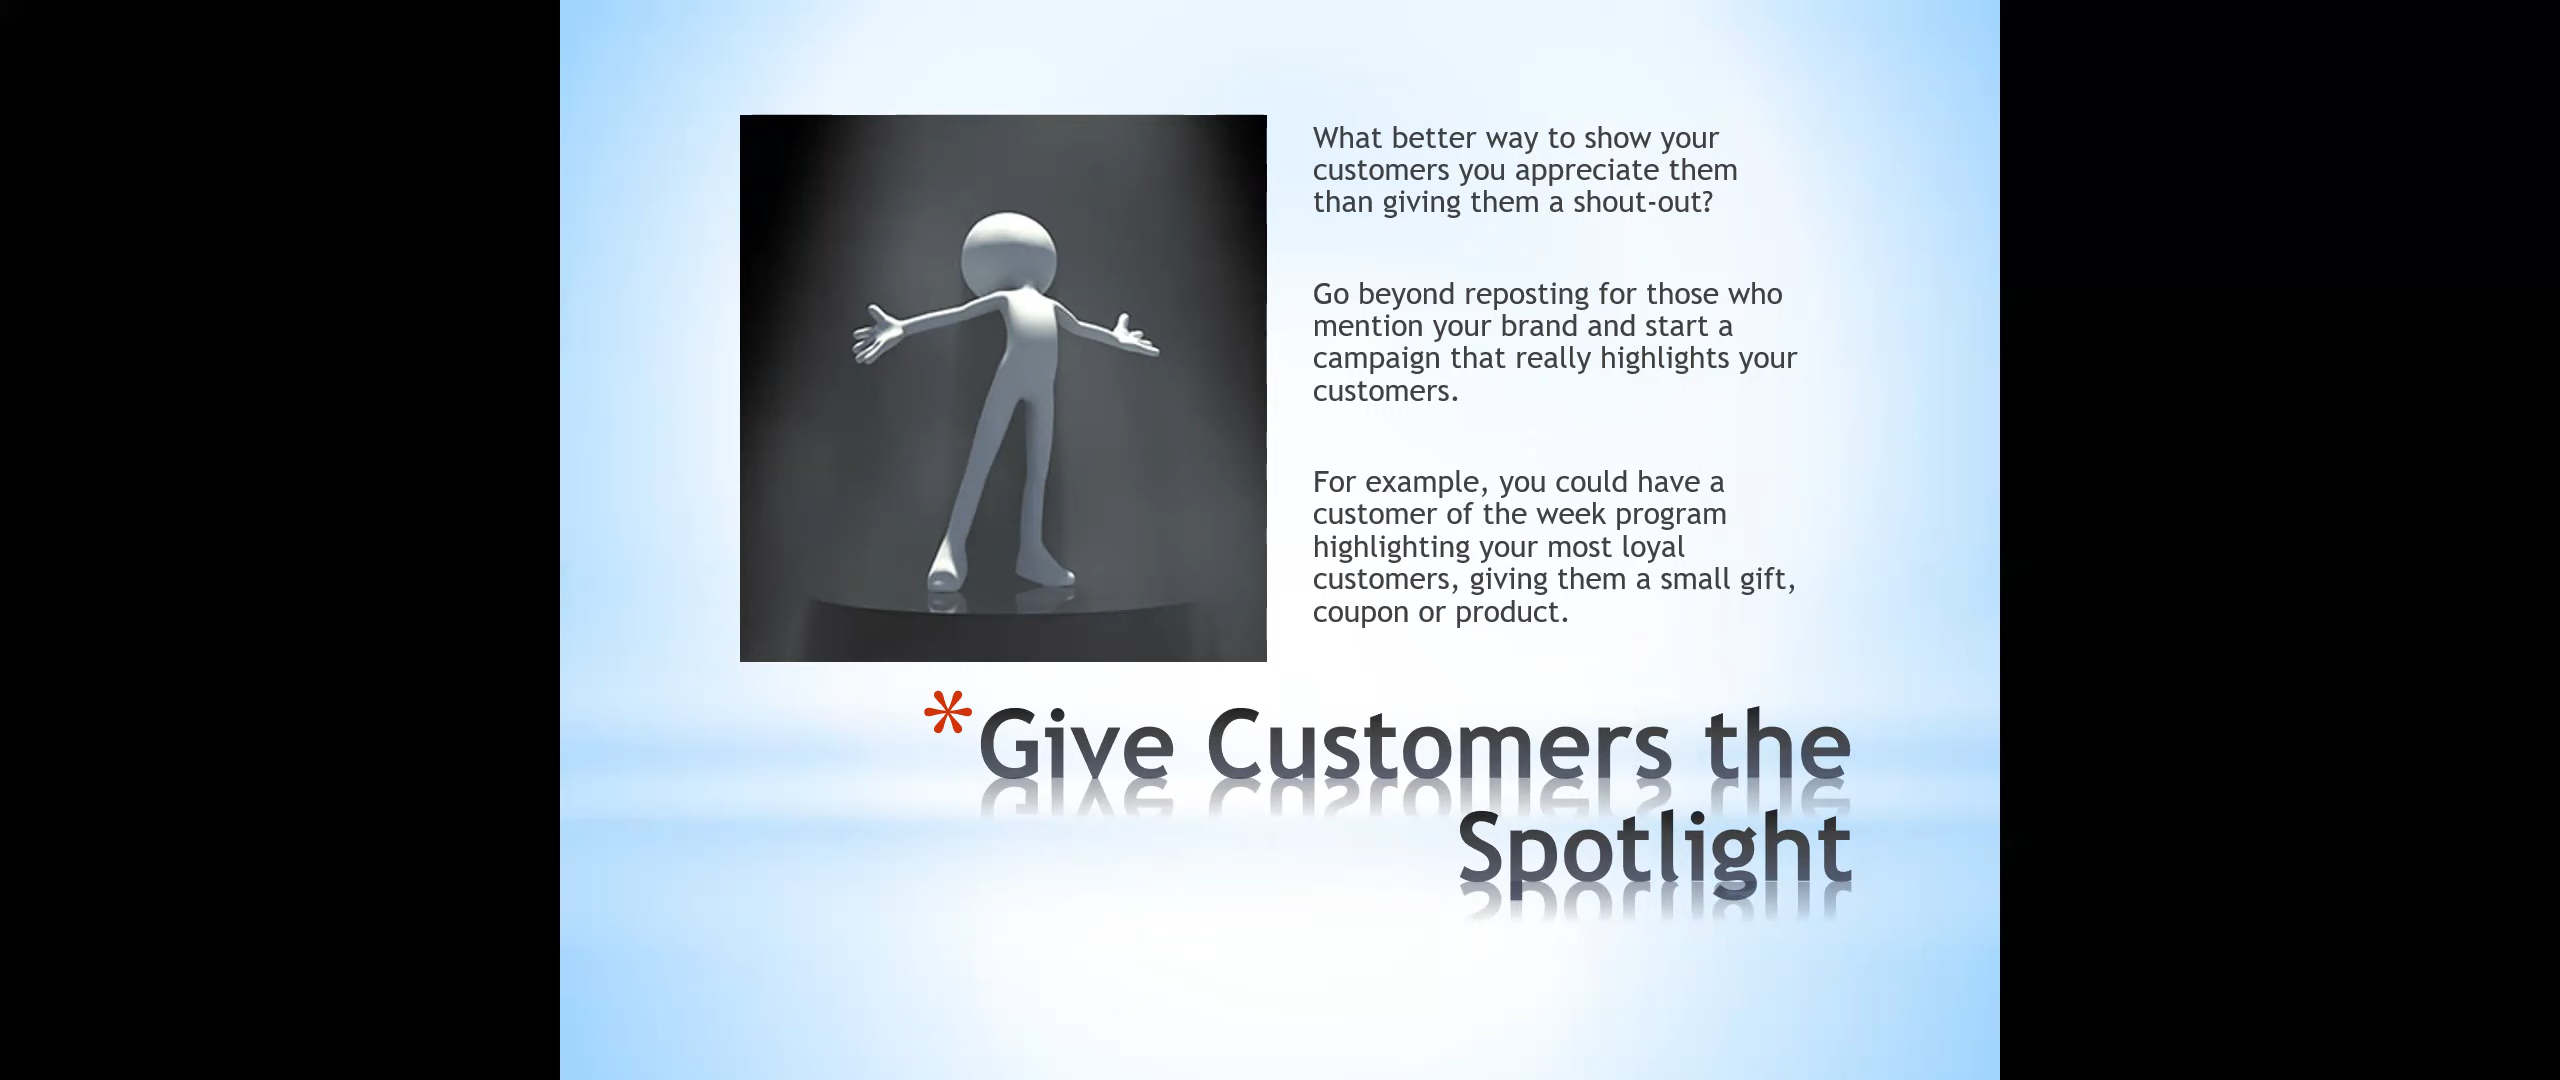 What better way to show your
customers you appreciate them
than giving them a shout-out?
Go beyond reposting for those who
mention your brand and start a
campaign that really highlights your
customers.
For example, you could have a
customer of the week program
highlighting your most loyal
customers, giving them a small gift,
coupon or product.
*Give Customers the
Spotlight